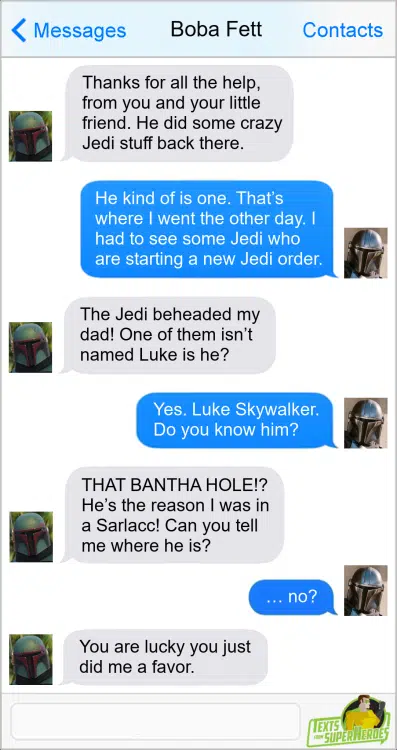 Messages Boba Fett Contacts
Thanks for all the help,
from you and your little
friend. He did some crazy
Jedi stuff back there.
He kind of is one. That's
where I went the other day. I
had to see some Jedi who
are starting a new Jedi order.
The Jedi beheaded my
dad! One of them isn't
named Luke is he?
Yes. Luke Skywalker.
Do you know him?
THAT BANTHA HOLE!?
He's the reason I was in
a Sarlacc! Can you tell
me where he is?
... no?
You are lucky you just
did me a favor.
TEXTS
FROM SUPERHEROES